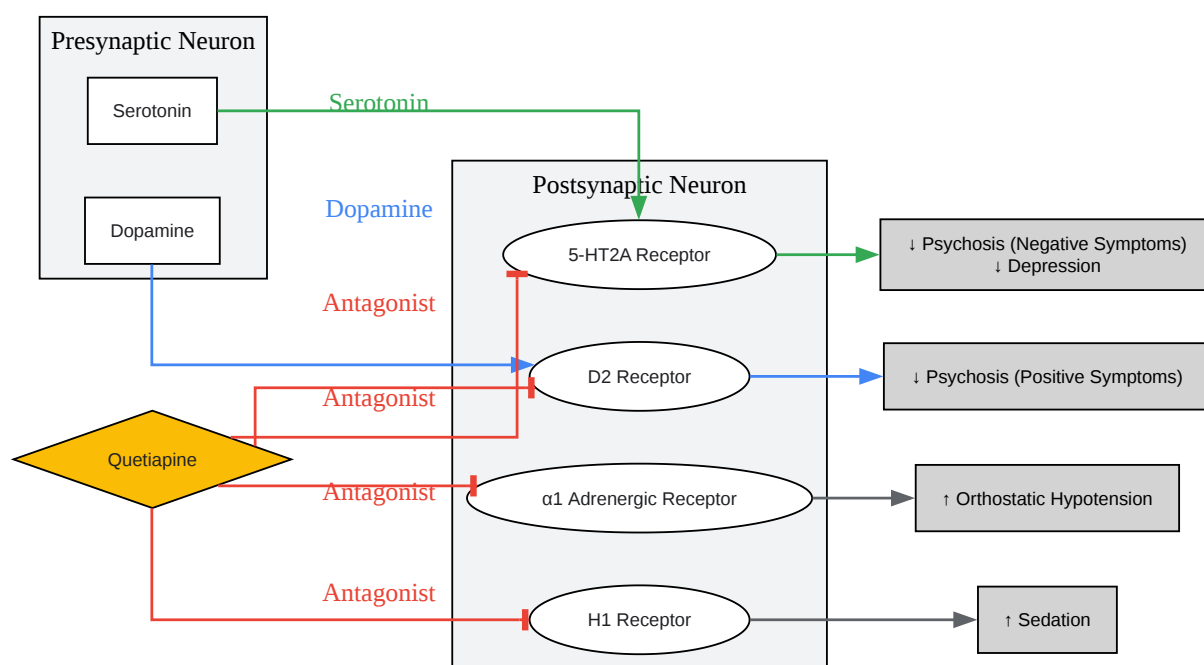 Presynaptic Neuron
Serotonin
Serotonin
Dopamine
Dopamine
Postsynaptic Neuron
5-HT2A Receptor
↓ Psychosis (Negative Symptoms)
↓ Depression
Antagonist
D2 Receptor
↓ Psychosis (Positive Symptoms)
Antagonist
Quetiapine
Antagonist
α1 Adrenergic Receptor
↑ Orthostatic Hypotension
Antagonist
H1 Receptor
↑ Sedation